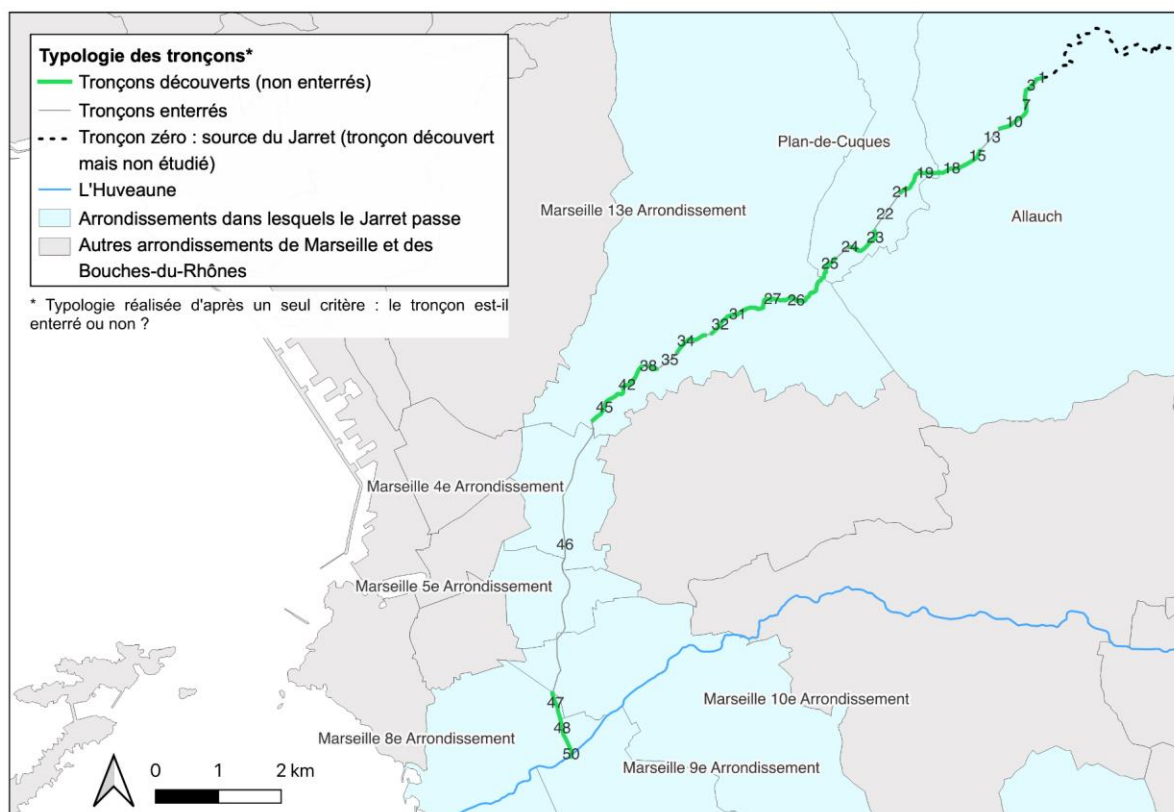 Typologie des tronçons*
Tronçons découverts (non enterrés)
Tronçons enterrés
Tronçon zéro : source du Jarret (tronçon découvert
mais non étudié)
L'Huveaune
Arrondissements dans lesquels le Jarret passe
Autres arrondissements de Marseille et des
Bouches-du-Rhônes
* Typologie réalisée d'après un seul critère : le tronçon est-il
enterré ou non ?
1
3
7
10
13
Plan-de-Cuques
15
18
19
21
Marseille 13e Arrondissement
22
Allauch
23
24
25
27
26
31
32
34
35
38
42
45
Marseille 4e Arrondissement
46
Marseille 5e Arrondissement
47
Marseille 10e Arrondissement
48
Marseille 8e Arrondissement
50
Marseille 9e Arrondissement
0 1 2 km